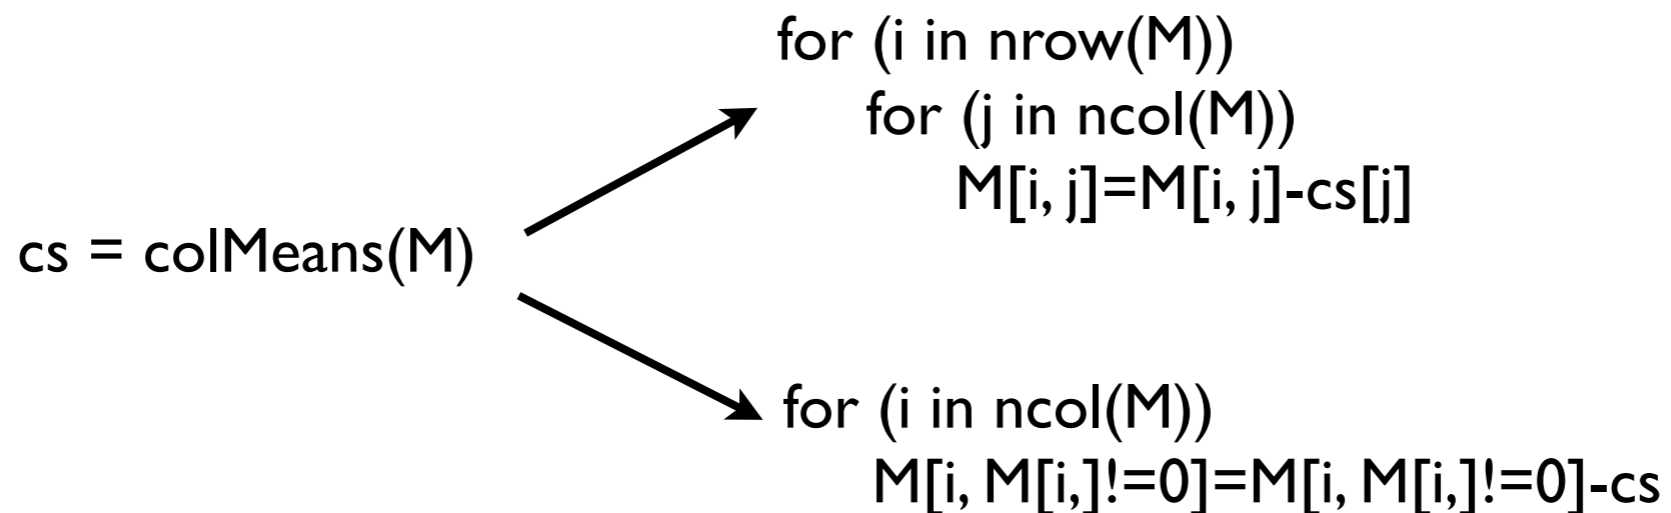 cs = colMeans(M)
for (i in nrow(M))
for (j in ncol(M))
M[i, j]=M[i, j]-cs[j]
for (i in ncol(M))
M[i, M[i,]!=0]=M[i, M[i,]!=0]-cs